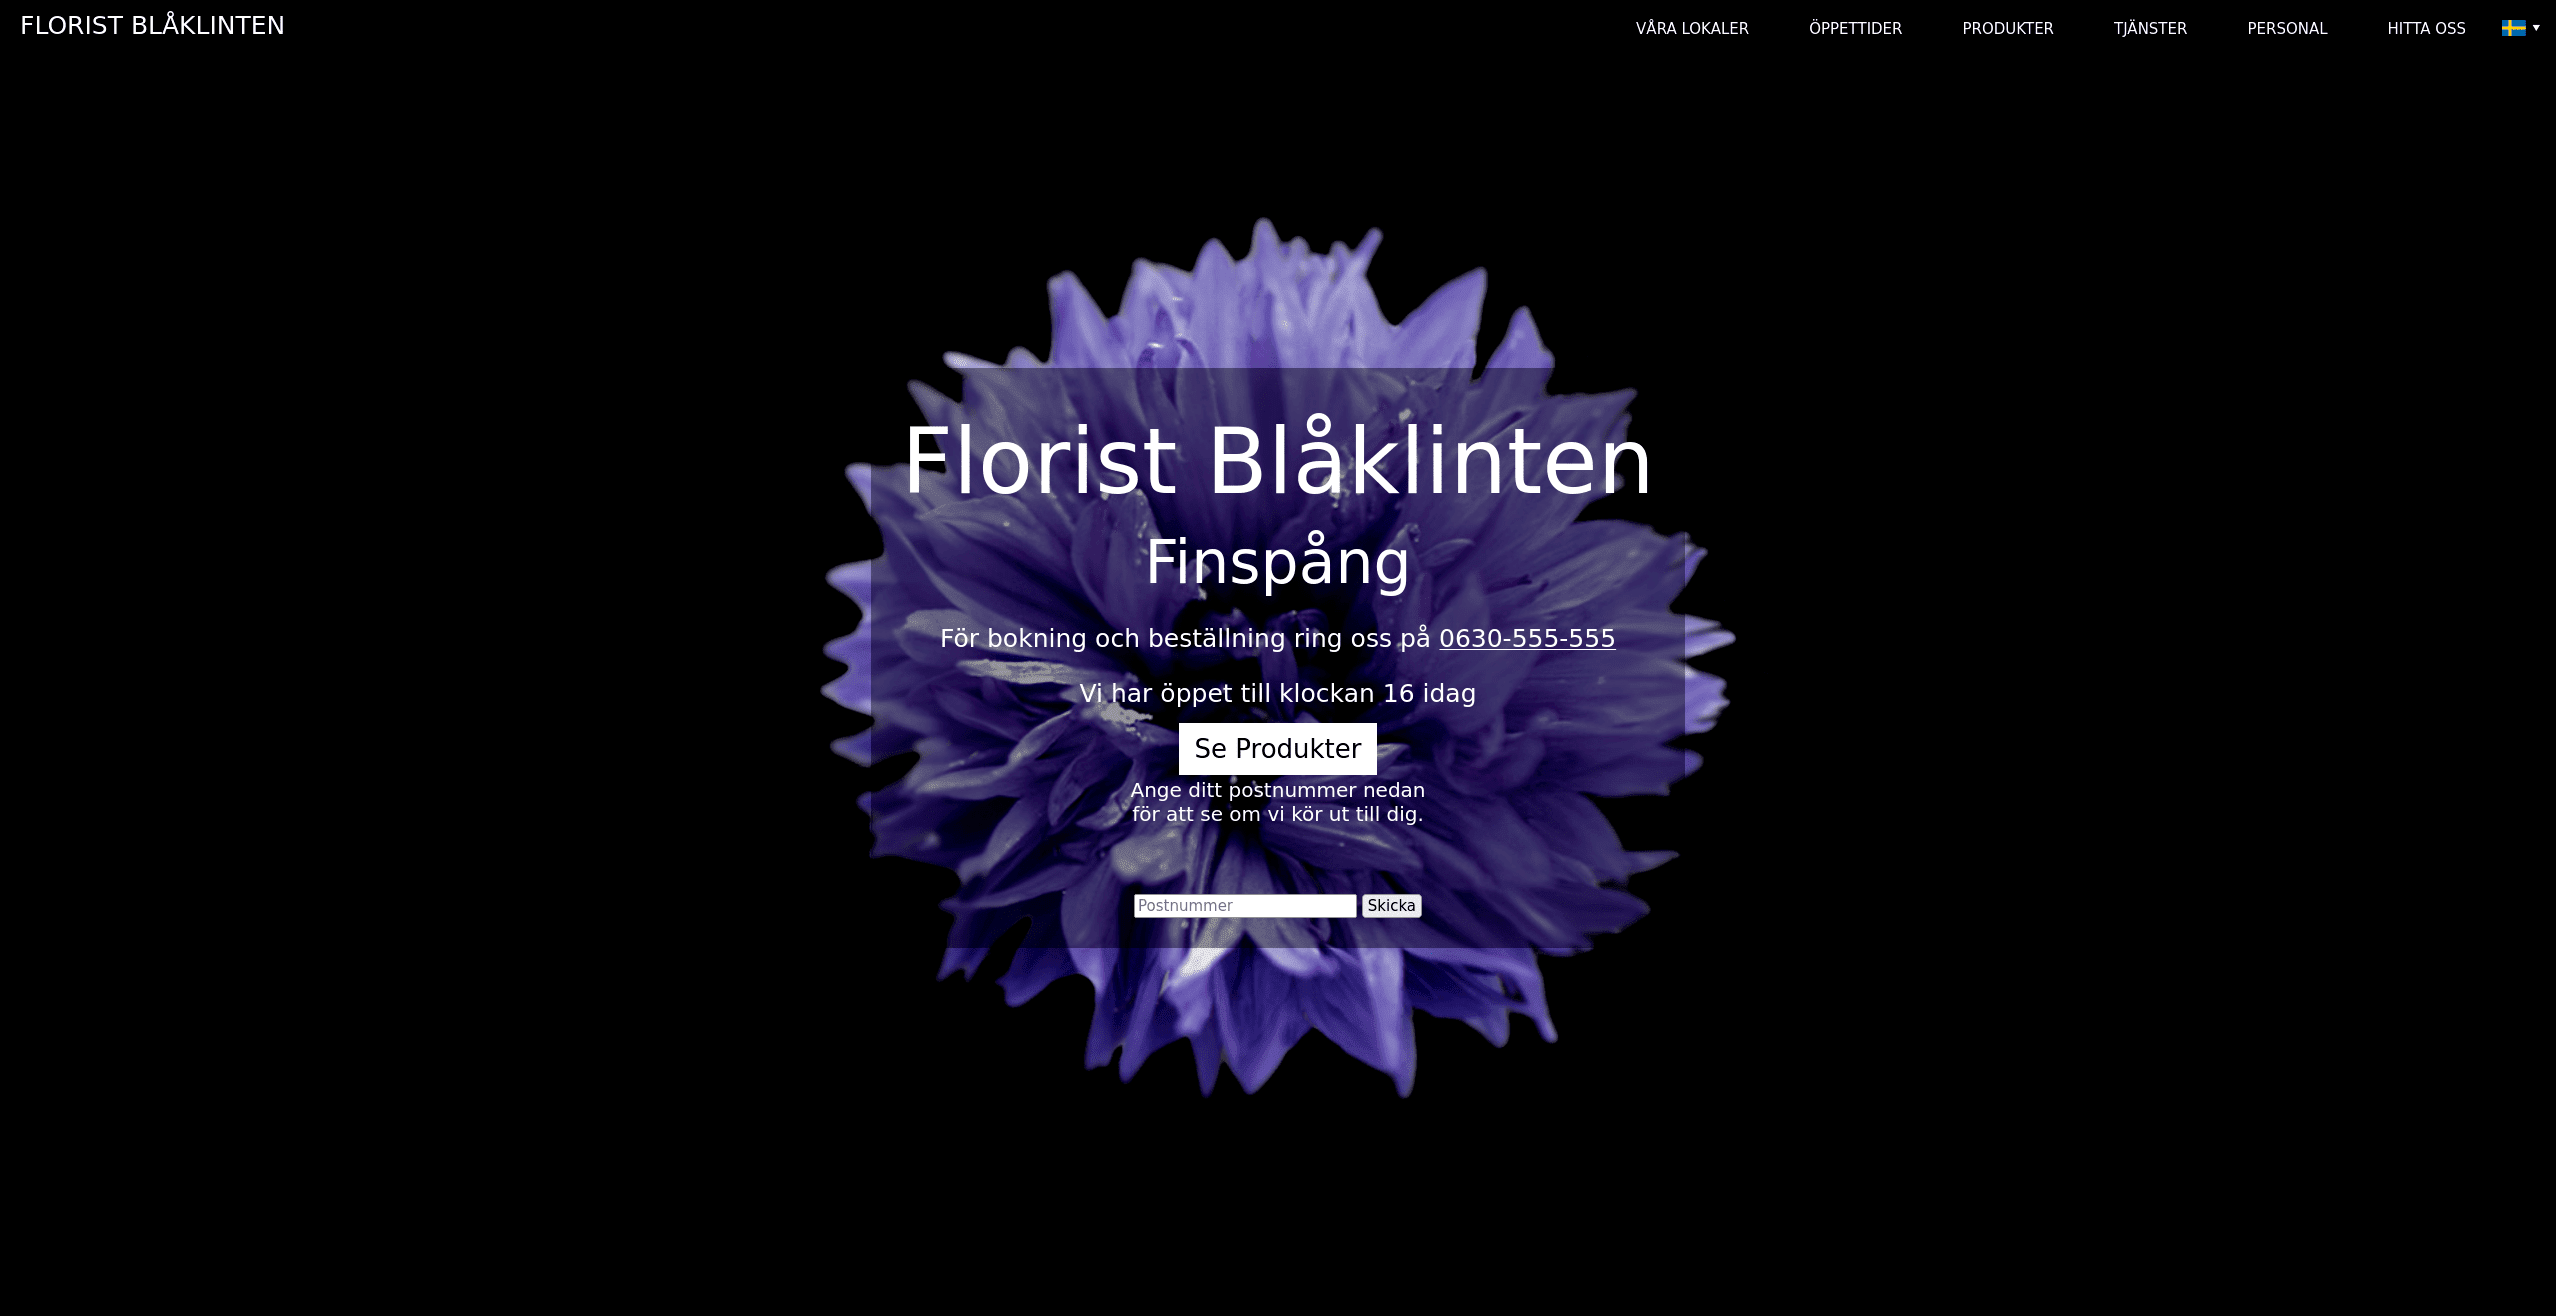 FLORIST BLÅKLINTEN
VÅRA LOKALER
ÖPPETTIDER
PRODUKTER
TJÄNSTER
PERSONAL
HITTA OSS
Florist Blåklinten
Finspång
För bokning och beställning ring oss på 0630-555-555
Vi har öppet till klockan 16 idag
Se Produkter
Ange ditt postnummer nedan
för att se om vi kör ut till dig.
Postnummer
Skicka